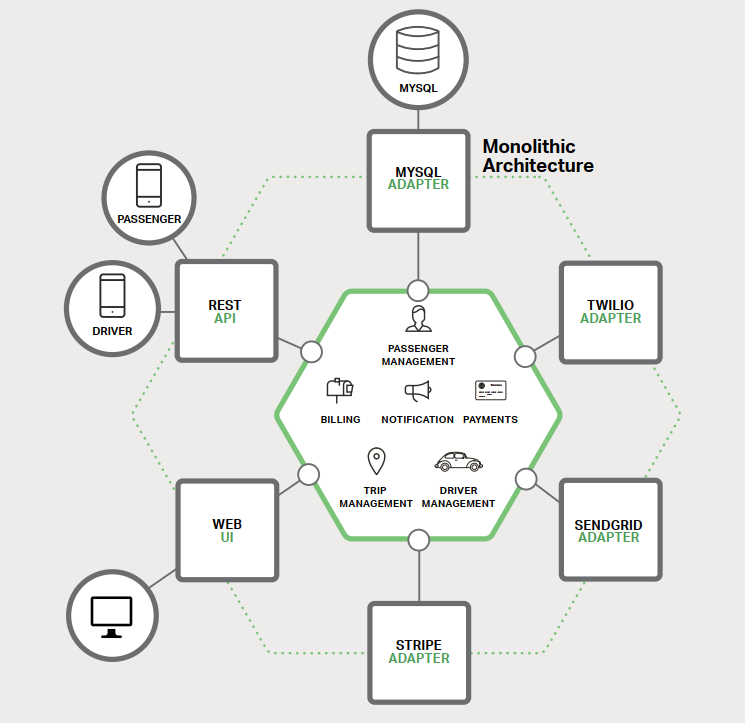 MYSQL
Monolithic
Architecture
MYSQL
ADAPTER
PASSENGER
REST
API
TWILIO
ADAPTER
DRIVER
PASSENGER
MANAGEMENT
BILLING
NOTIFICATION
PAYMENTS
TRIP
MANAGEMENT
DRIVER
MANAGEMENT
WEB
UI
SENDGRID
ADAPTER
STRIPE
ADAPTER